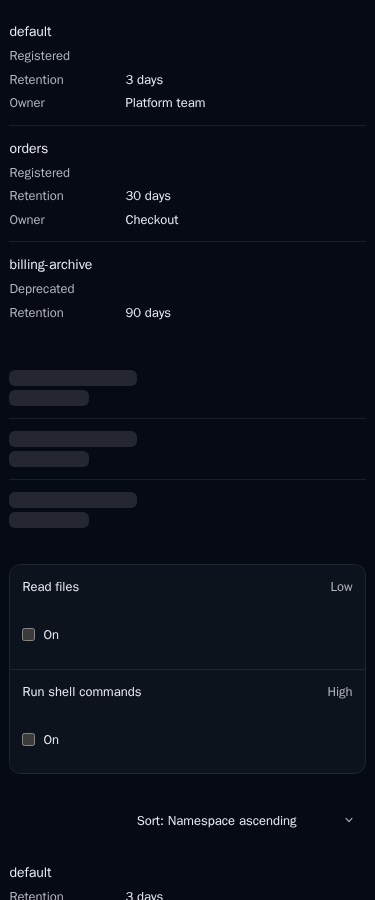 default
Registered
Retention 3 days
Owner Platform team
orders
Registered
Retention 30 days
Owner Checkout
billing-archive
Deprecated
Retention 90 days
Read files Low
On
Run shell commands High
On
Sort: Namespace ascending
default
Retention 3 days